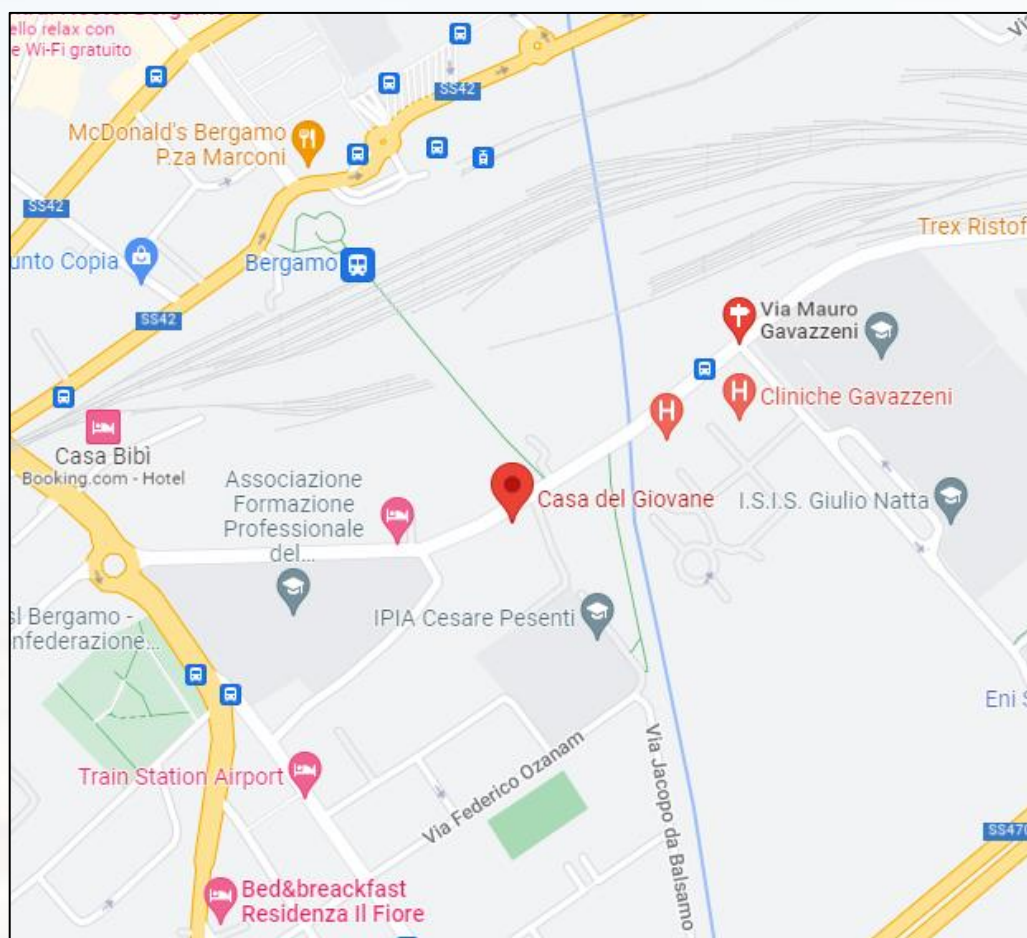 ello relax con
e Wi-Fi gratuito
SS42
McDonald's Bergamo
P.za Marconi
SS42
Trex Ristof
unto Copia
Bergamo
SS42
Via Mauro
Gavazzeni
H
H
Cliniche Gavazzeni
Casa Bibì
Booking.com - Hotel
Associazione
Formazione
Professionale
del...
Casa del Giovane
I.S.I.S. Giulio Natta
sl Bergamo -
nfederazione...
IPIA Cesare Pesenti
Eni S
Train Station Airport
Via Federico Ozanam
Via Jacopo da Balsamo
SS470
Bed&breackfast
Residenza Il Fiore